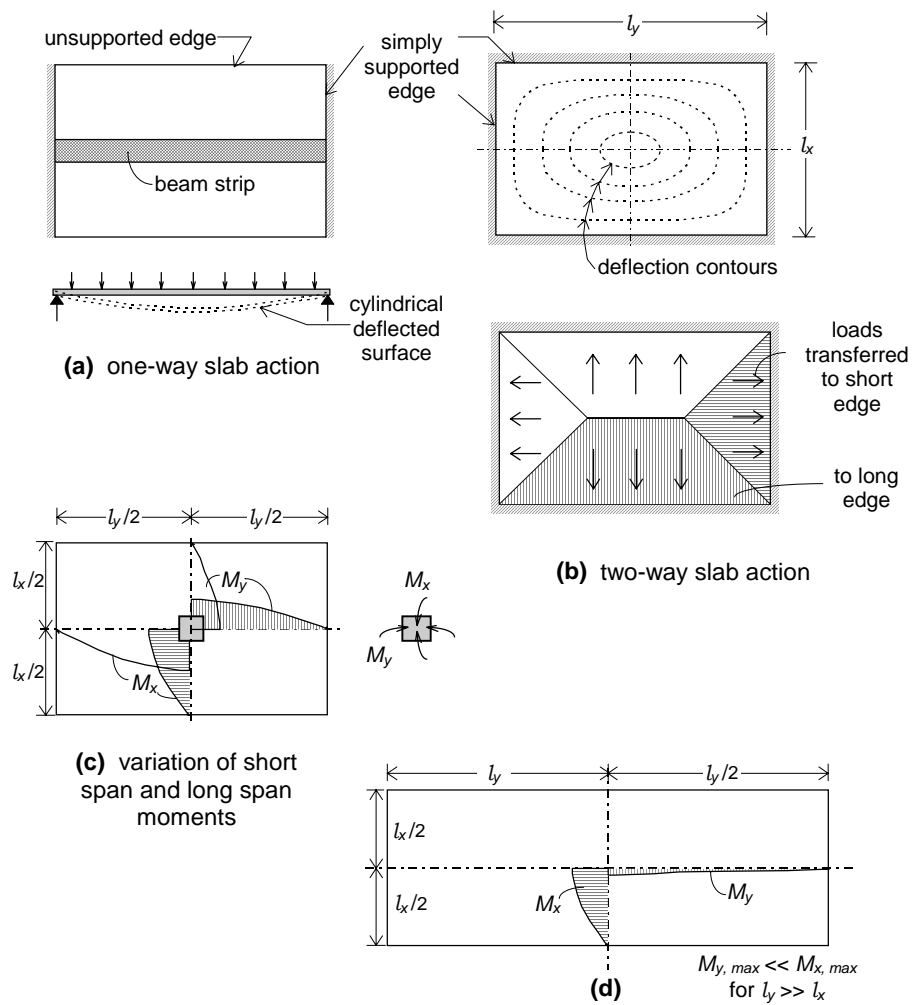 unsupported edge
simply
supported
edge
beam strip
cylindrical
deflected
surface
(a) one-way slab action
l_y
l_x
deflection contours
loads
transferred
to short
edge
to long
edge
(b) two-way slab action
l_y/2
l_y/2
l_x/2
l_x/2
M_y
M_x
M_x
M_y
(c) variation of short
span and long span
moments
l_y
l_y/2
l_x/2
l_x/2
M_x
M_y
(d)
M_y, max << M_x, max
for l_y >> l_x